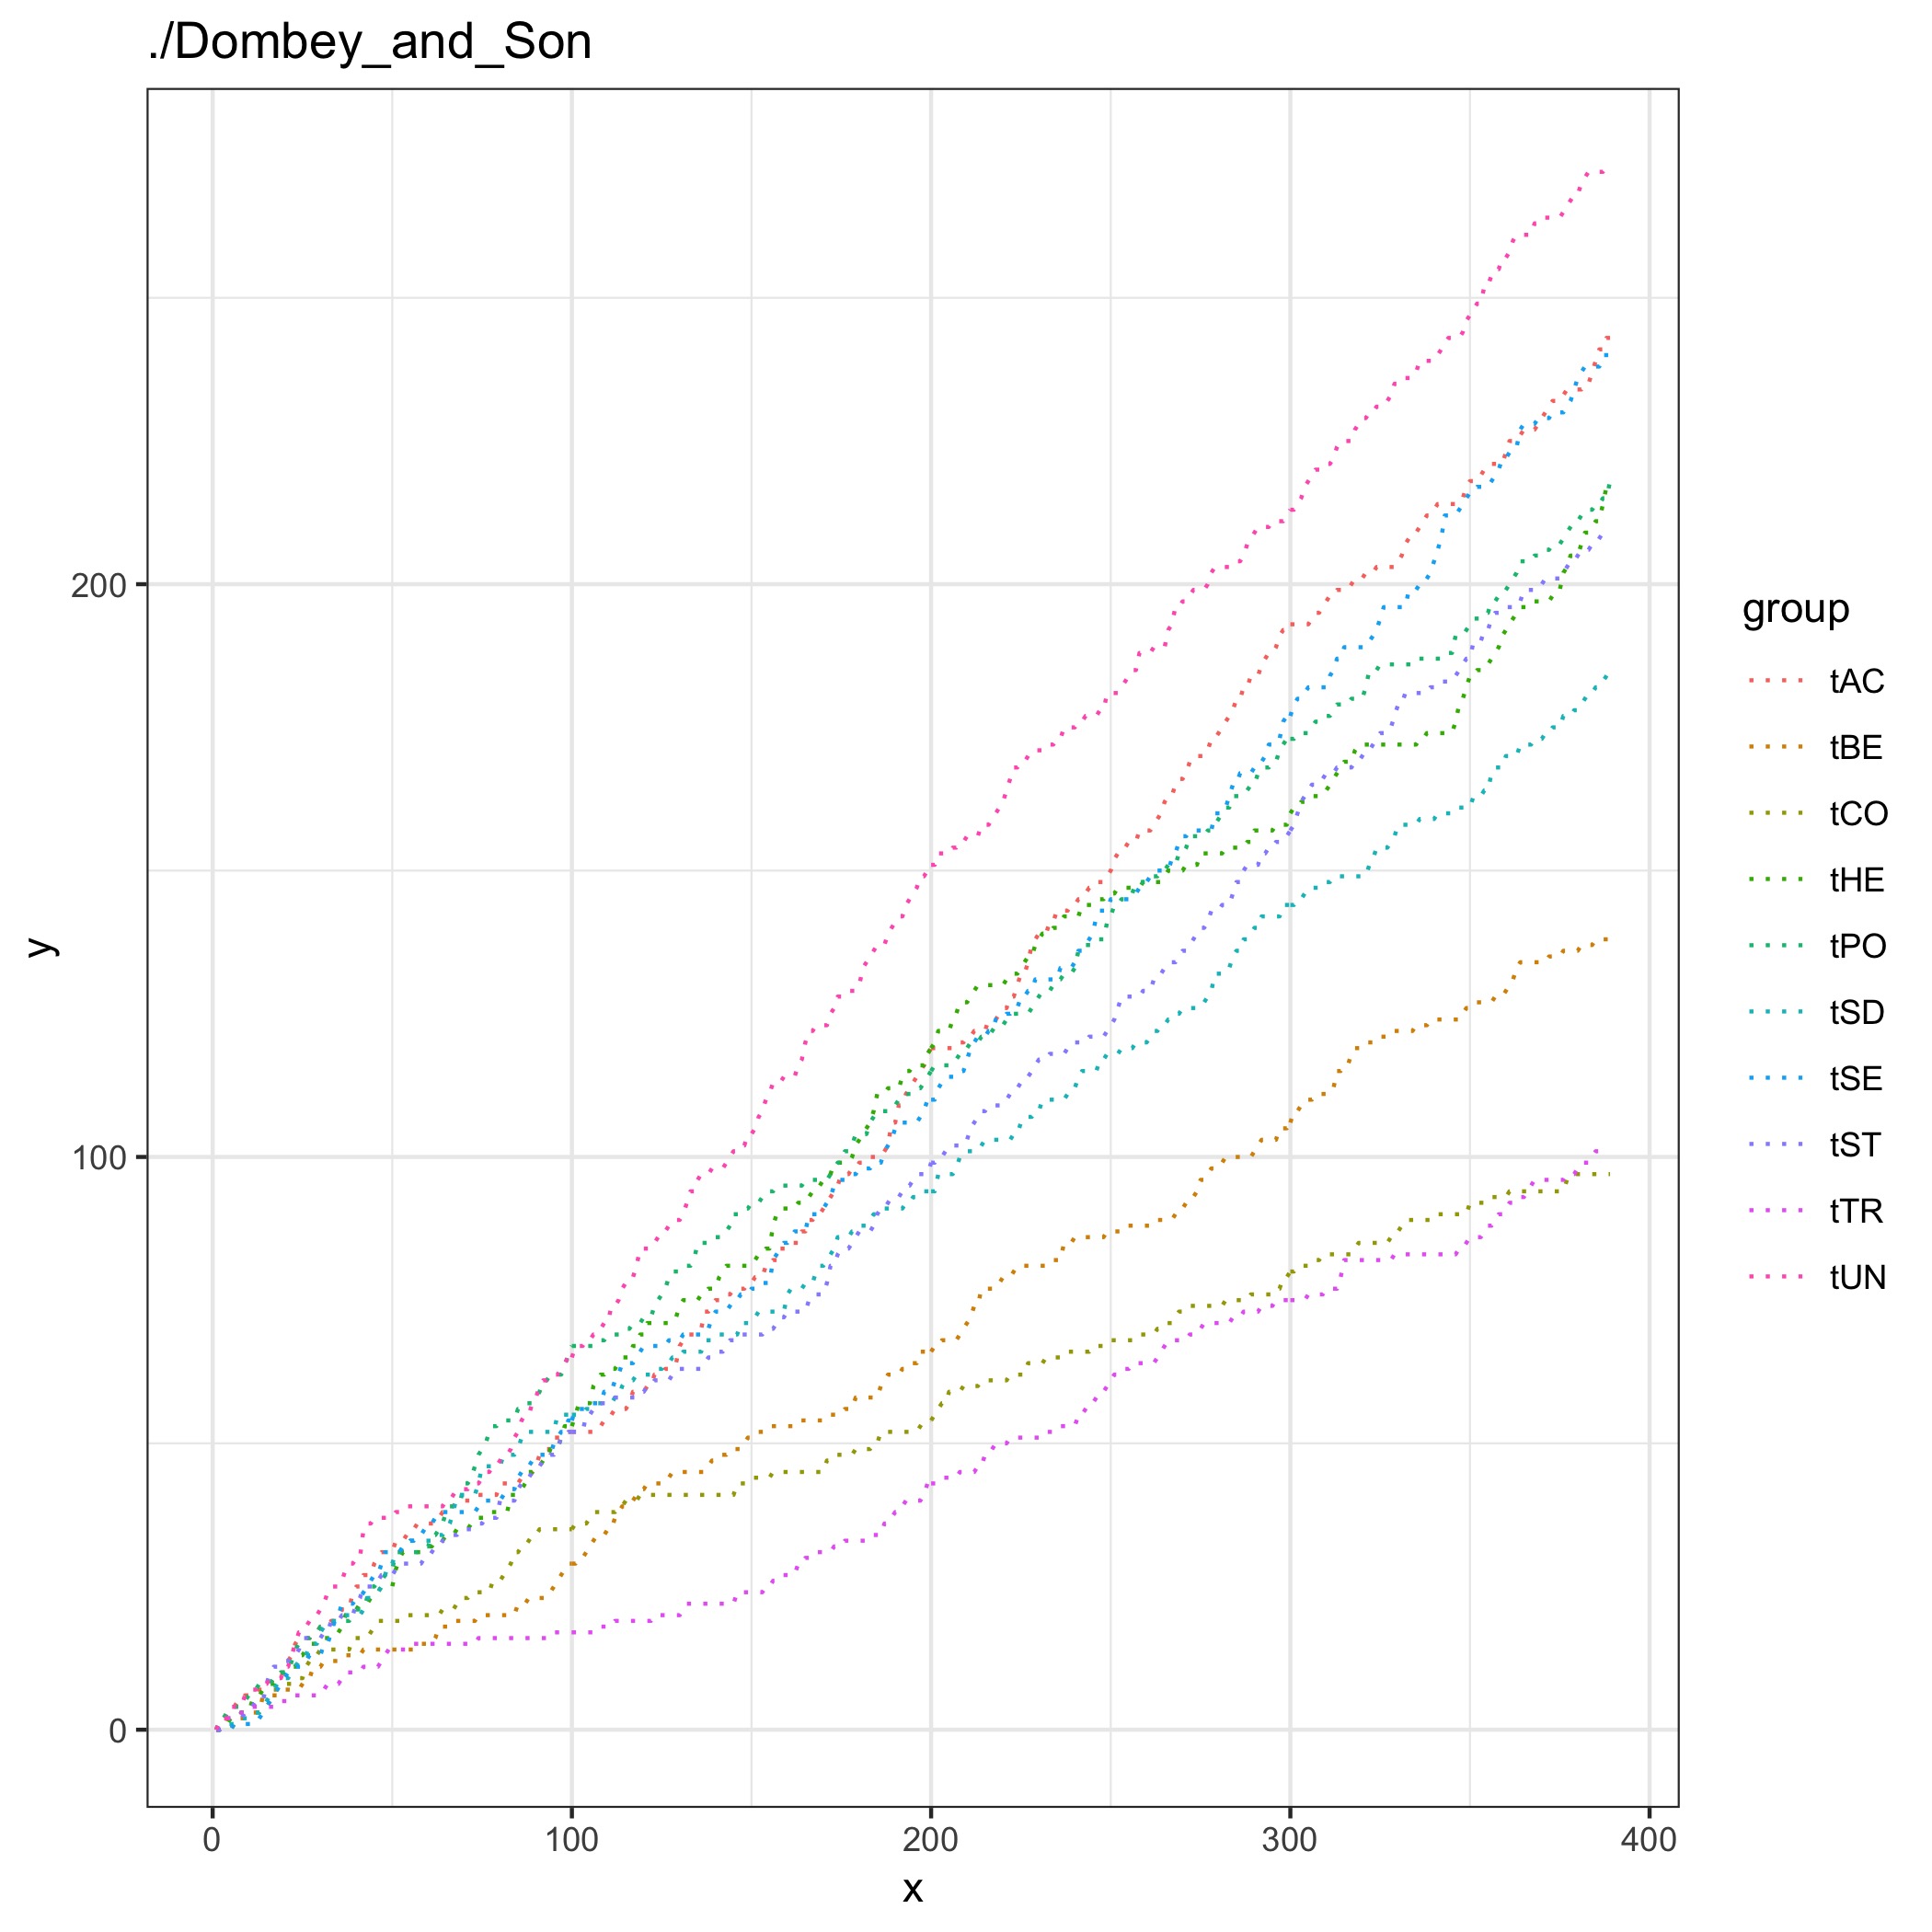 ./Dombey_and_Son
y
200
100
0
0 100 200 300 400
x
group
tAC
tBE
tCO
tHE
tPO
tSD
tSE
tST
tTR
tUN